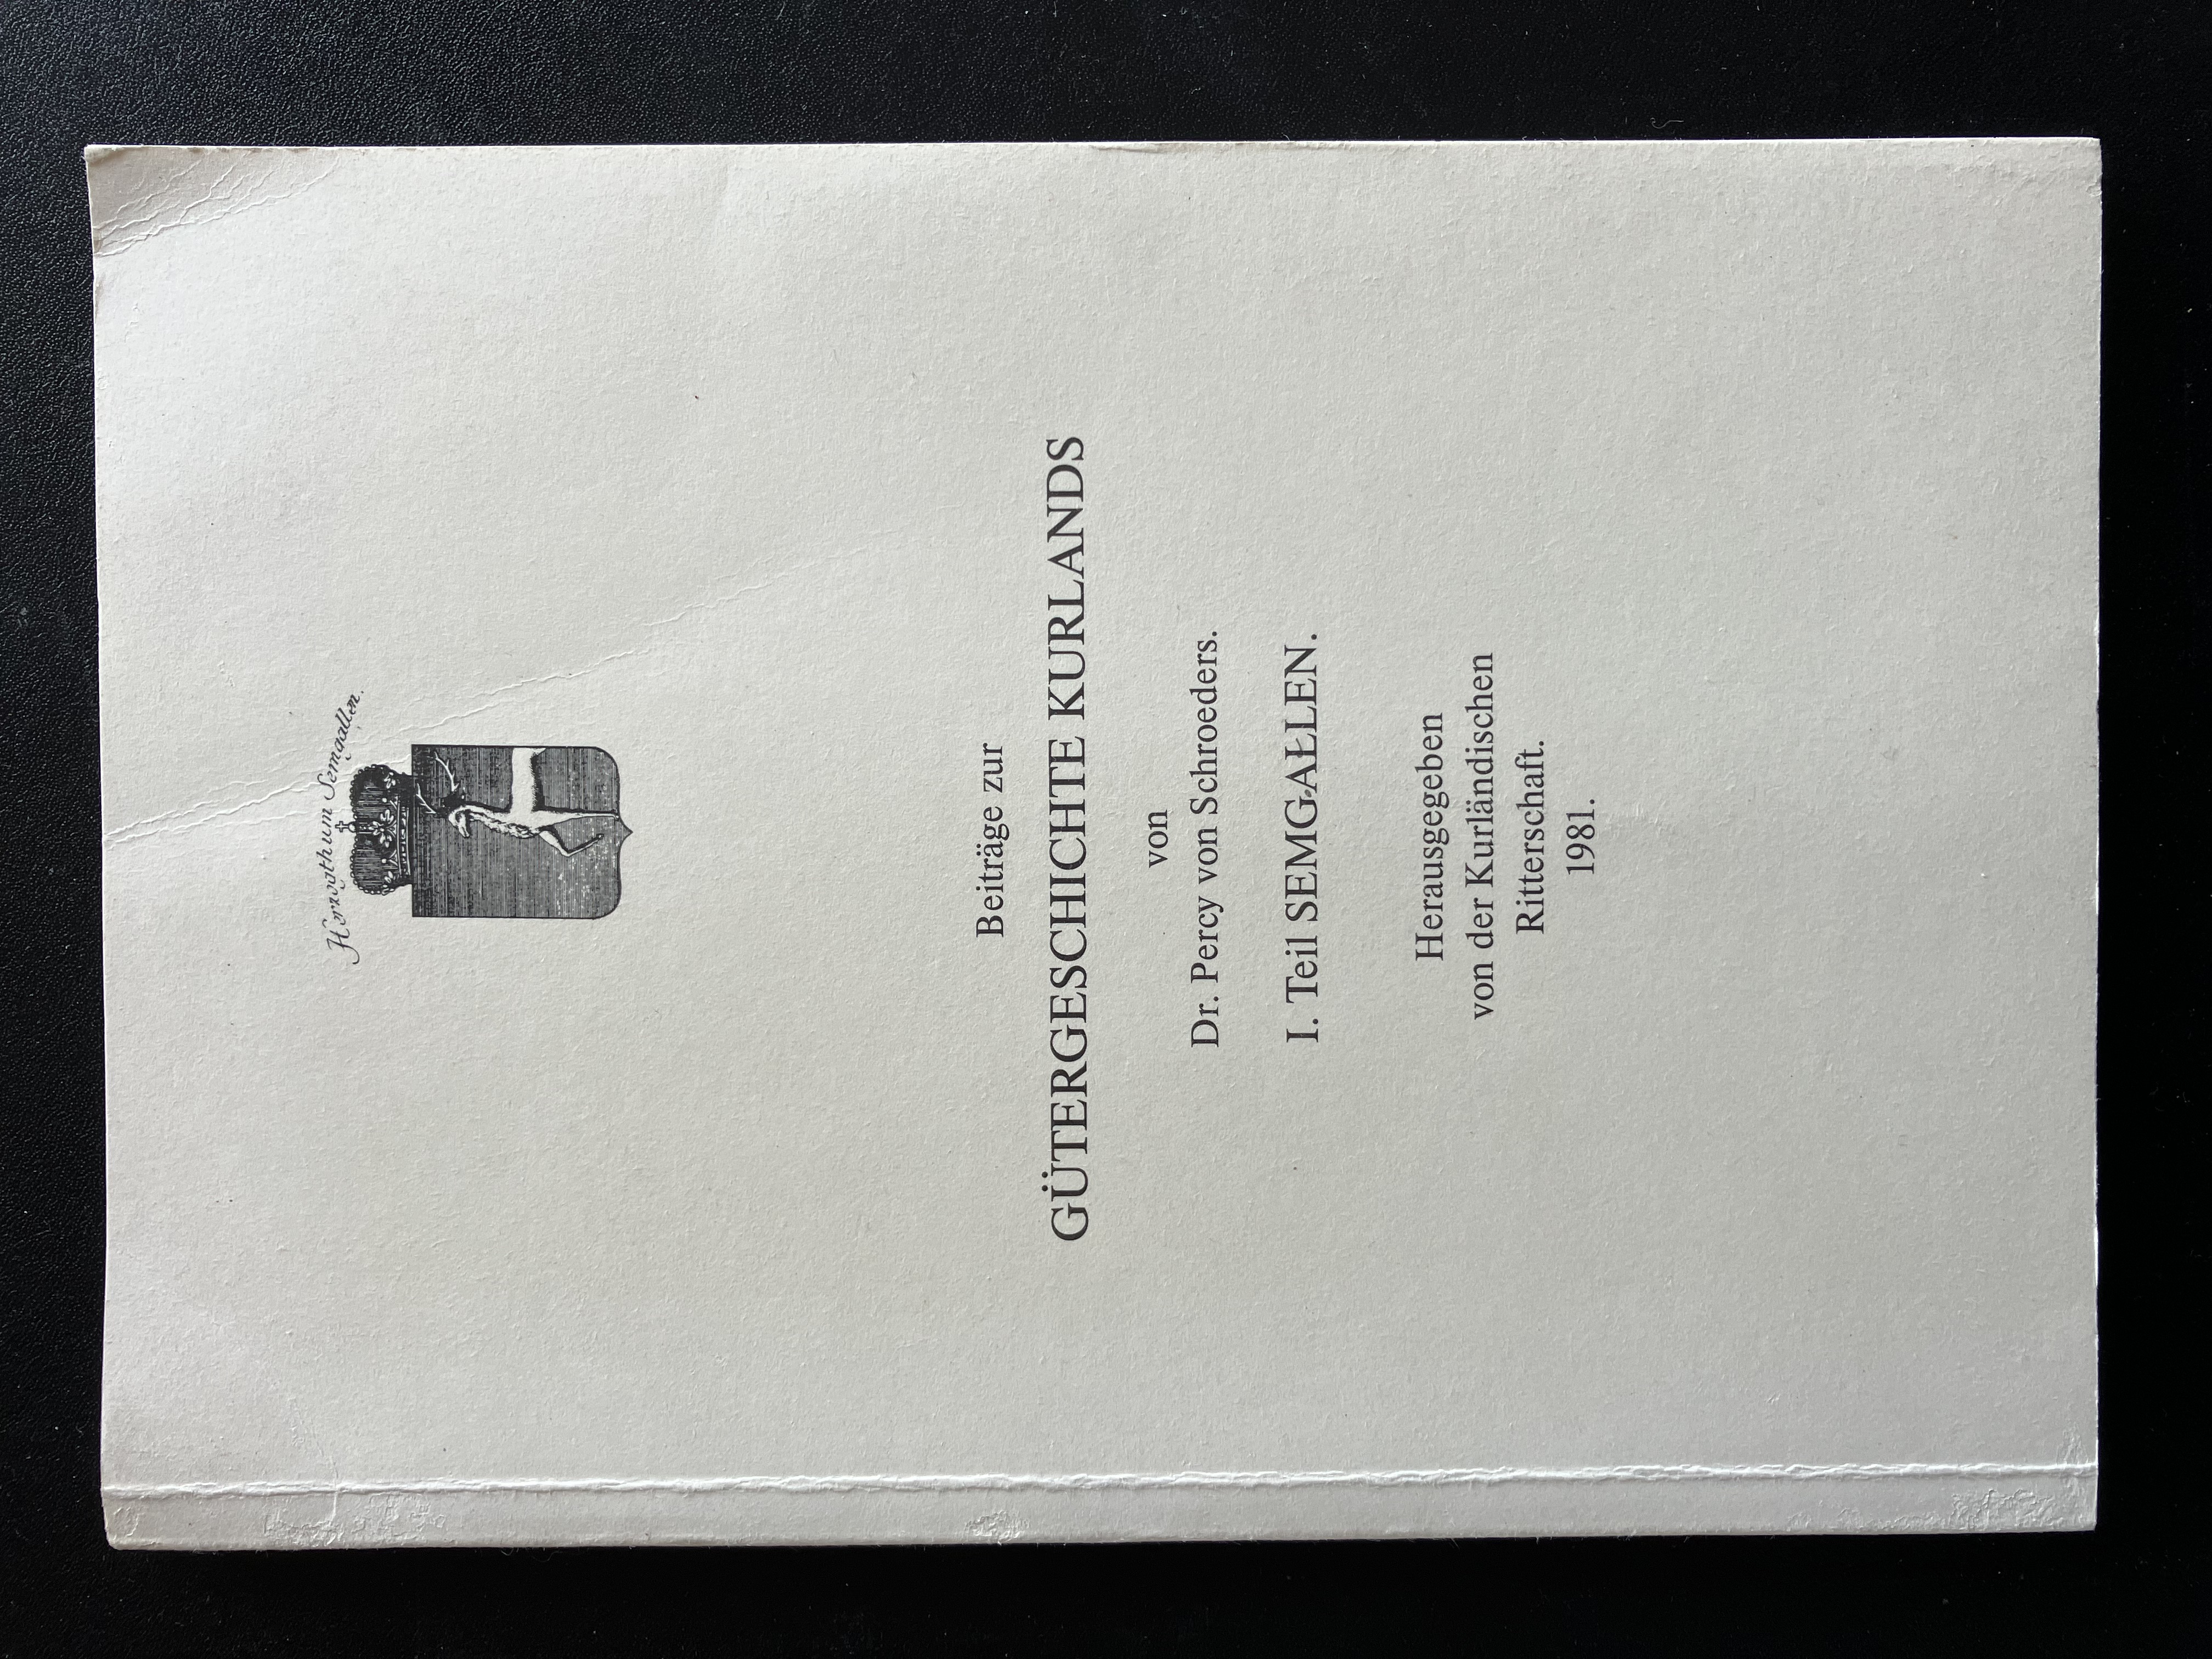 Herzogthum Semgallen.
Beiträge zur
GÜTERGESCHICHTE KURLANDS
von
Dr. Percy von Schroeders.
I. Teil SEMGALLEN.
Herausgegeben
von der Kurländischen
Ritterschaft.
1981.